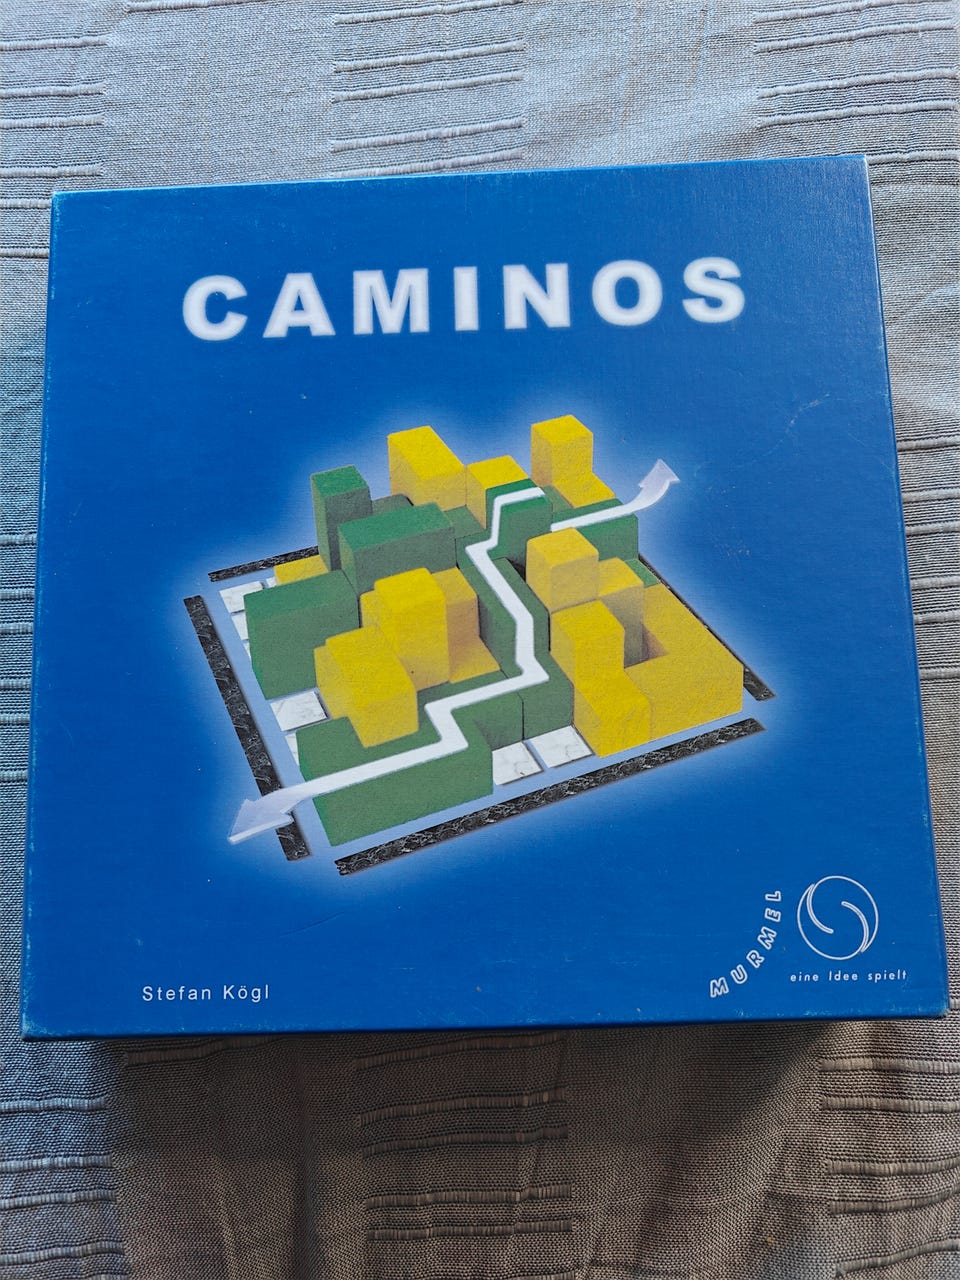 CAMINOS
Stefan Kögl
MURMEL
eine Idee spielt